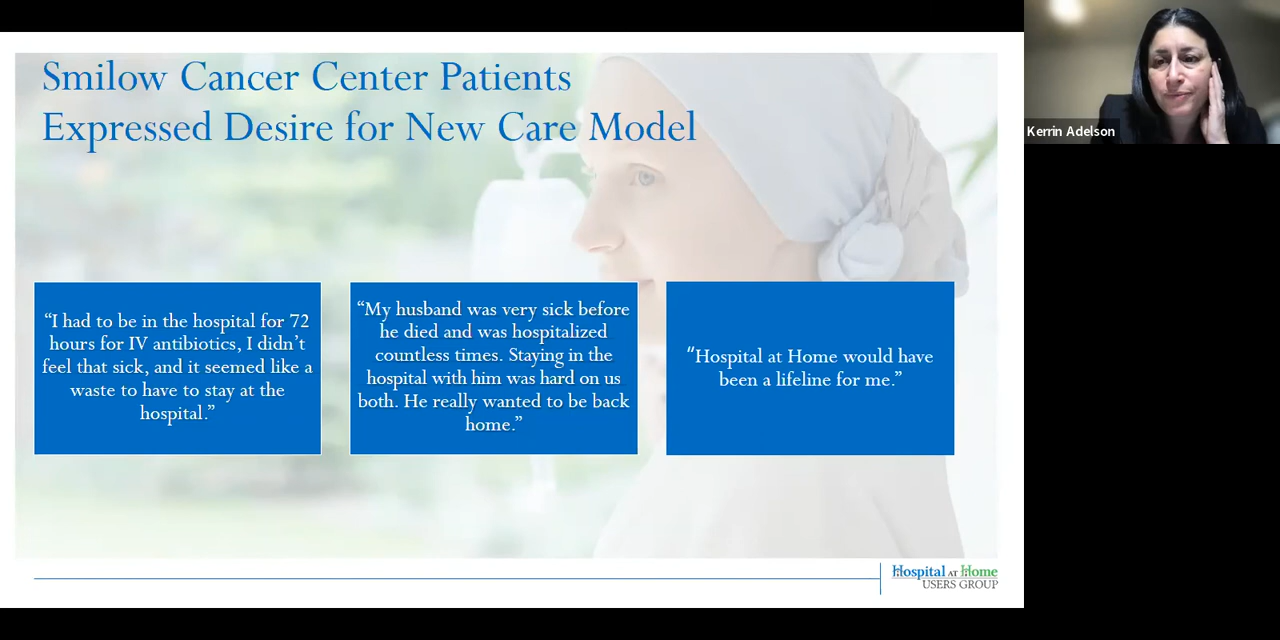 Smilow Cancer Center Patients
Expressed Desire for New Care Model
Kerrin Adelson
“I had to be in the hospital for 72
hours for IV antibiotics, I didn’t
feel that sick, and it seemed like a
waste to have to stay at the
hospital.”
“My husband was very sick before
he died and was hospitalized
countless times. Staying in the
hospital with him was hard on us
both. He really wanted to be back
home.”
“Hospital at Home would have
been a lifeline for me.”
Hospital AT Home
USERS GROUP